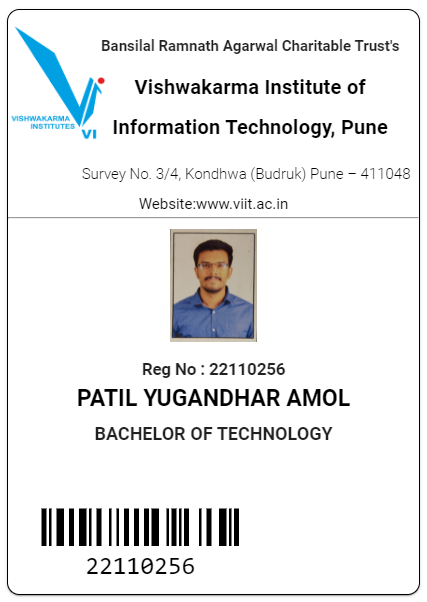 Bansilal Ramnath Agarwal Charitable Trust's
Vishwakarma Institute of
Information Technology, Pune
VISHWAKARMA
INSTITUTES
VI
Survey No. 3/4, Kondhwa (Budruk) Pune – 411048
Website:www.viit.ac.in
Reg No : 22110256
PATIL YUGANDHAR AMOL
BACHELOR OF TECHNOLOGY
22110256